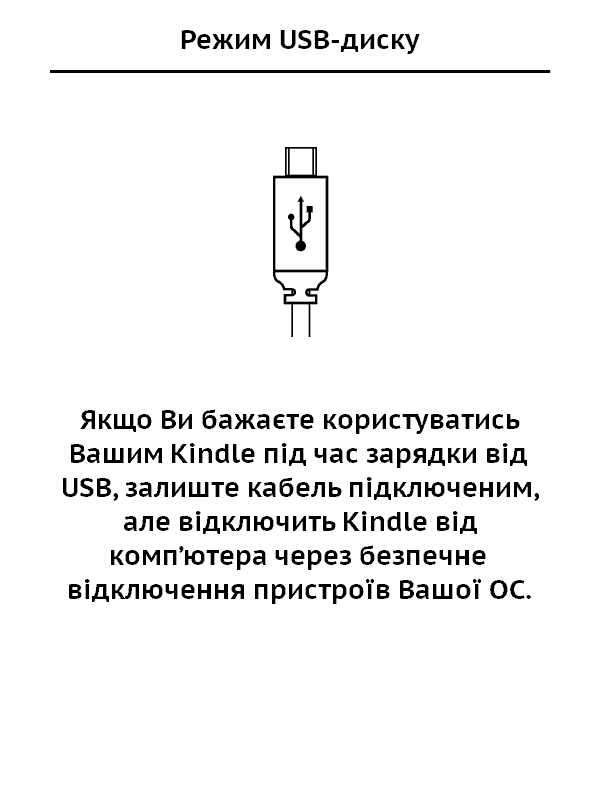 Режим USB-диску
Якщо Ви бажаєте користуватись
Вашим Kindle під час зарядки від
USB, залиште кабель підключеним,
але відключить Kindle від
комп’ютера через безпечне
відключення пристроїв Вашої ОС.